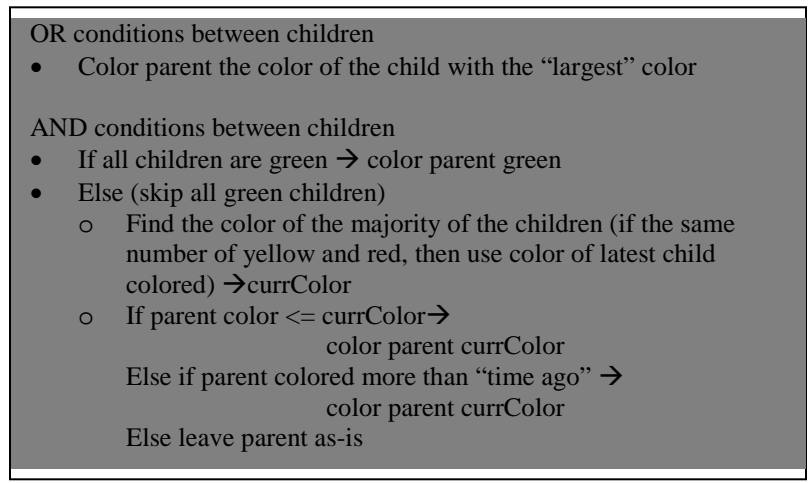 OR conditions between children
• Color parent the color of the child with the “largest” color
AND conditions between children
• If all children are green → color parent green
• Else (skip all green children)
o Find the color of the majority of the children (if the same
number of yellow and red, then use color of latest child
colored) →currColor
o If parent color <= currColor→
color parent currColor
Else if parent colored more than “time ago” →
color parent currColor
Else leave parent as-is